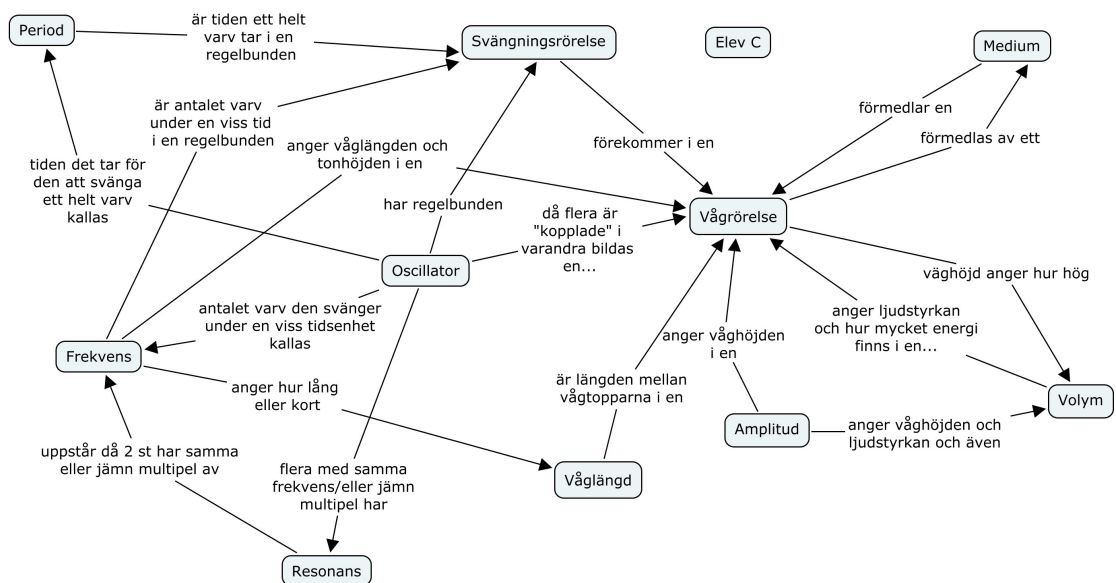 Period
är tiden ett helt
varv tar i en
regelbunden
Svängningsrörelse
Elev C
Medium
är antalet varv
under en viss tid
i en regelbunden
förmedlar en
förmedlas av ett
anger våglängden och
tonhöjden i en
förekommer i en
tiden det tar för
den att svänga
ett helt varv
kallas
har regelbunden
då flera är
"kopplade" i
varandra bildas
en...
Vågrörelse
Oscillator
väghöjd anger hur hög
antalet varv den svänger
under en viss tidsenhet
kallas
anger ljudstyrkan
och hur mycket energi
finns i en...
anger våghöjden
i en
Frekvens
anger hur lång
eller kort
är längden mellan
vågtopparna i en
Volym
Amplitud
anger våghöjden och
ljudstyrkan och även
uppstår då 2 st har samma
eller jämn multipel av
flera med samma
frekvens/eller jämn
multipel har
Våglängd
Resonans